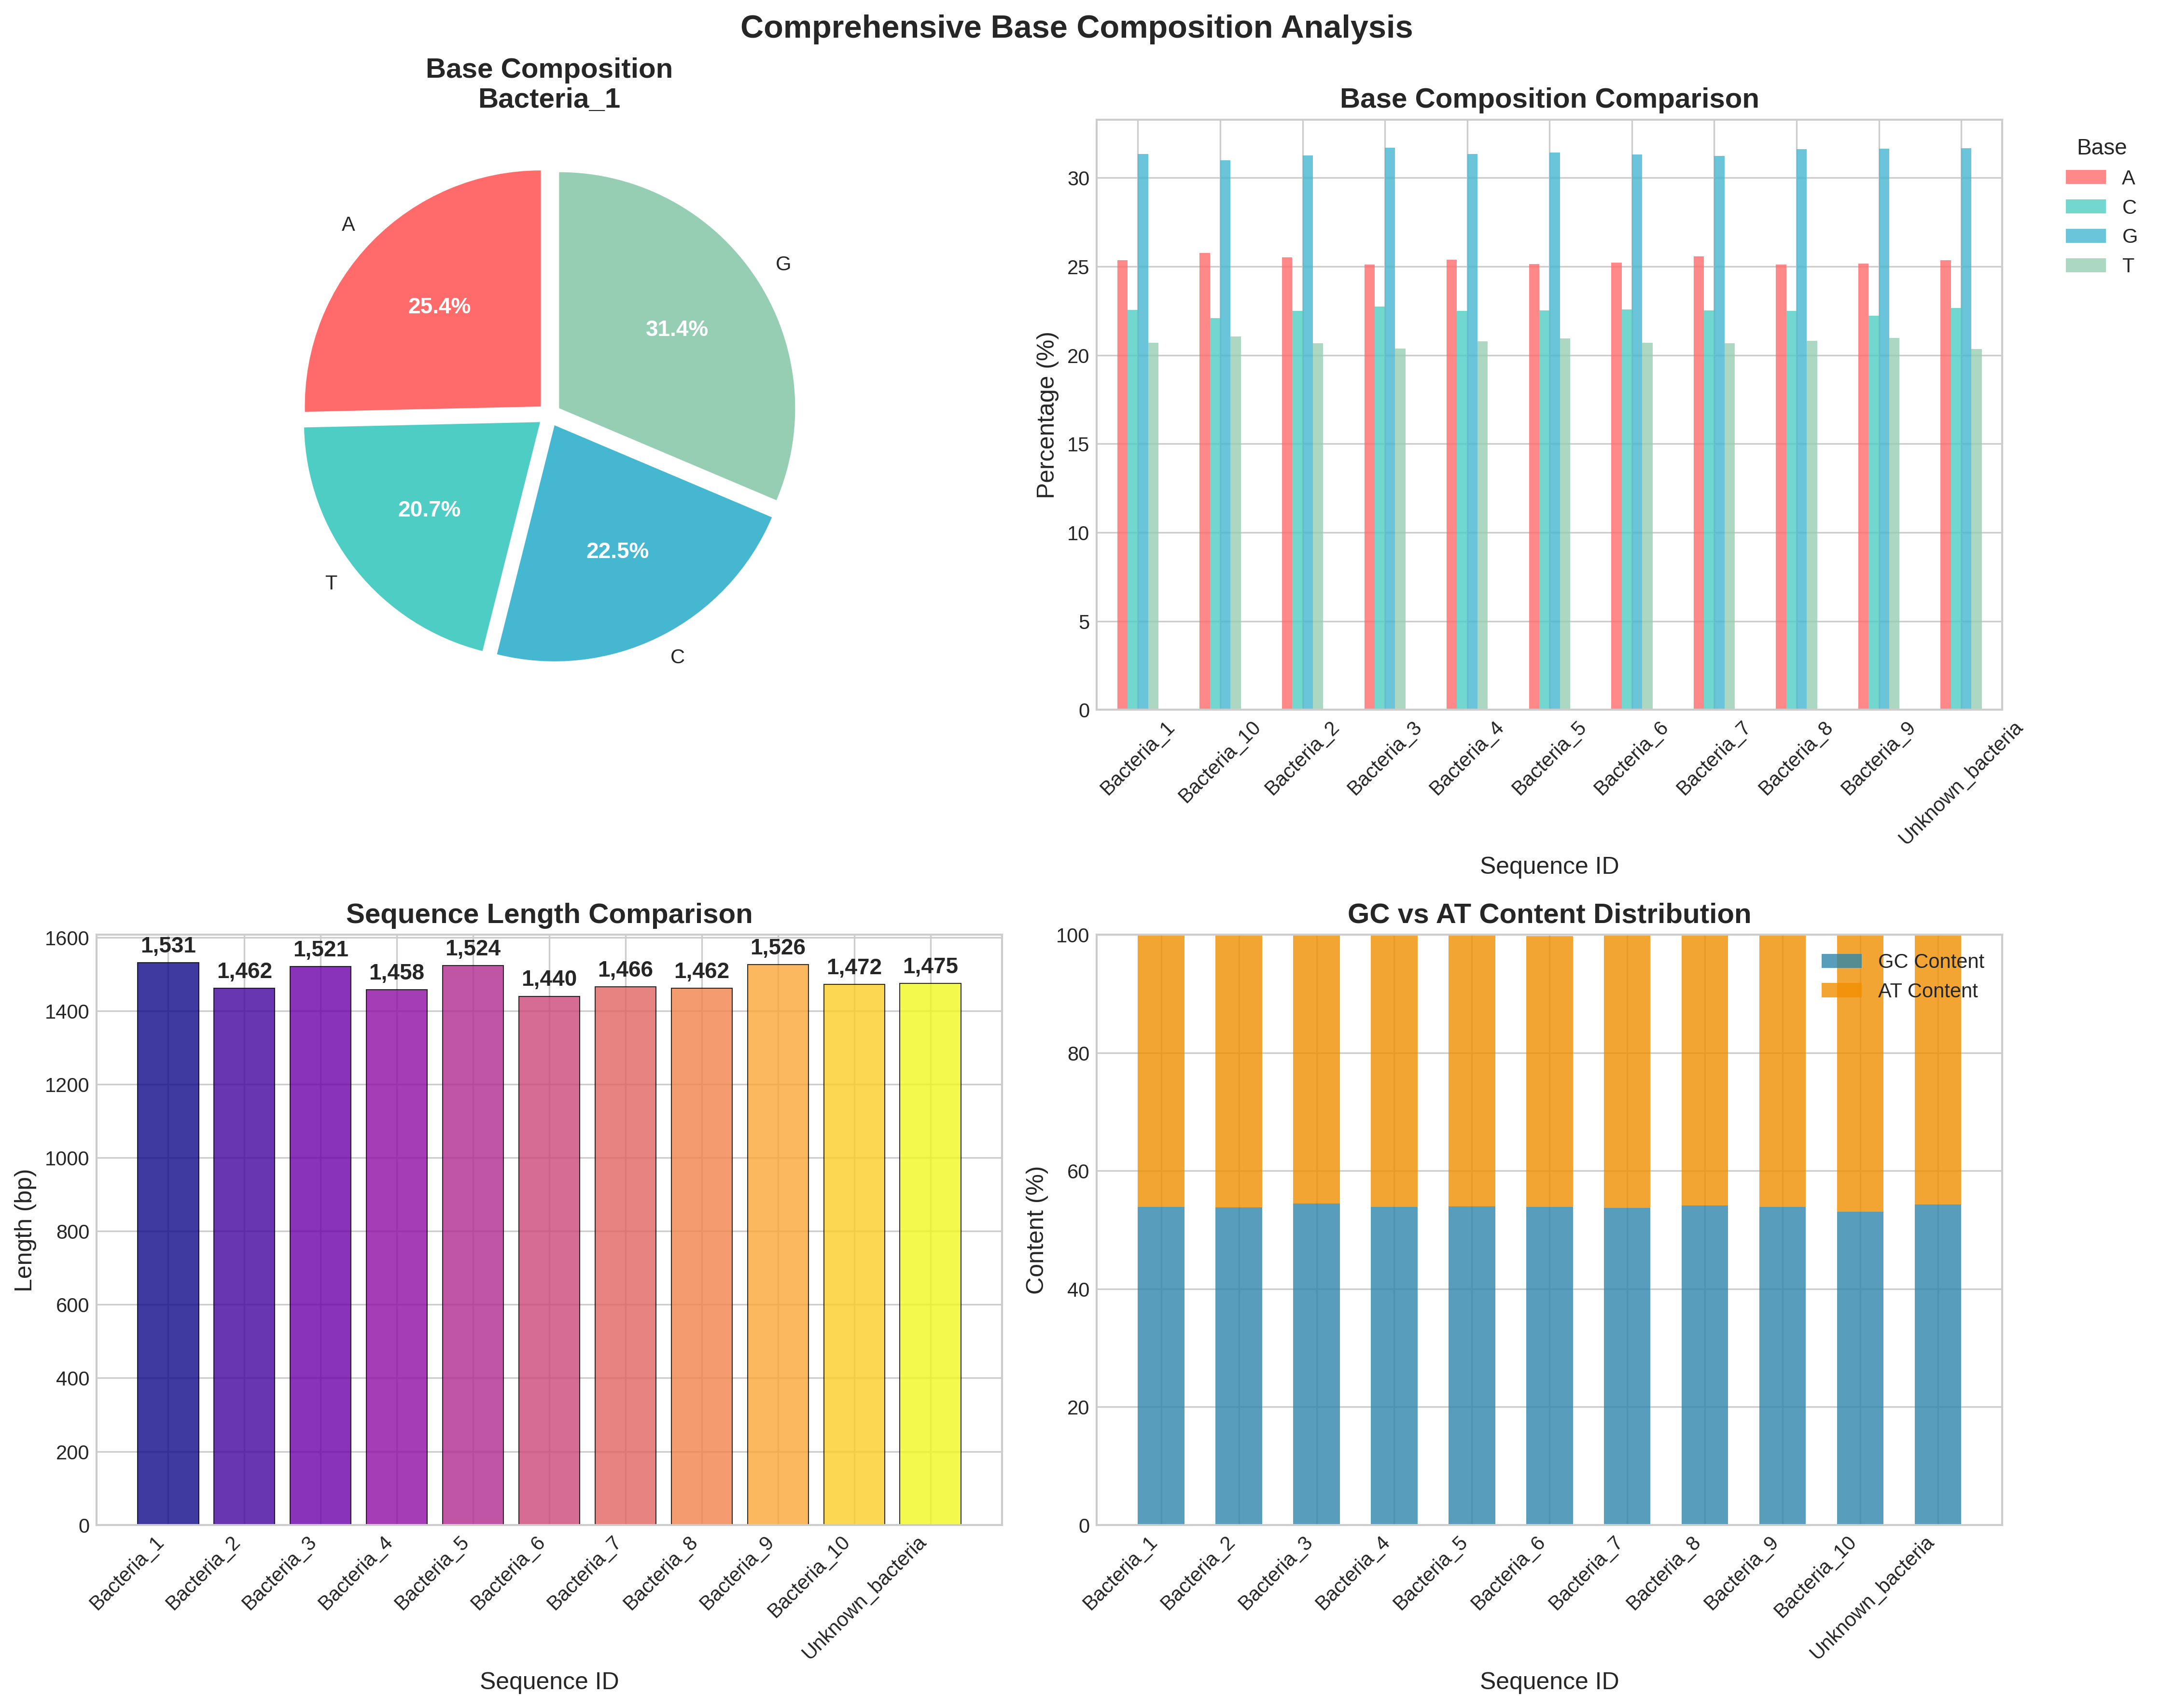 Comprehensive Base Composition Analysis
Base Composition
Bacteria_1
A
G
25.4%
31.4%
20.7%
22.5%
T
C
Base Composition Comparison
Percentage (%)
30
25
20
15
10
5
0
Bacteria_1
Bacteria_10
Bacteria_2
Bacteria_3
Bacteria_4
Bacteria_5
Bacteria_6
Bacteria_7
Bacteria_8
Bacteria_9
Unknown_bacteria
Sequence ID
Base
A
C
G
T
Sequence Length Comparison
Length (bp)
1600
1400
1200
1000
800
600
400
200
0
1,531
1,462
1,521
1,458
1,524
1,440
1,466
1,462
1,526
1,472
1,475
Bacteria_1
Bacteria_2
Bacteria_3
Bacteria_4
Bacteria_5
Bacteria_6
Bacteria_7
Bacteria_8
Bacteria_9
Bacteria_10
Unknown_bacteria
Sequence ID
GC vs AT Content Distribution
Content (%)
100
80
60
40
20
0
GC Content
AT Content
Bacteria_1
Bacteria_2
Bacteria_3
Bacteria_4
Bacteria_5
Bacteria_6
Bacteria_7
Bacteria_8
Bacteria_9
Bacteria_10
Unknown_bacteria
Sequence ID